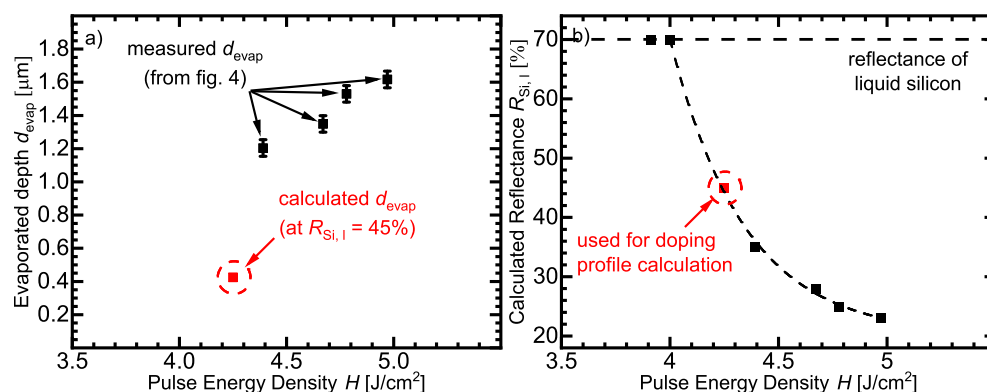 a)
measured d_evap
(from fig. 4)
calculated d_evap
(at R_Si, l = 45%)
Evaporated depth d_evap [µm]
1.8
1.6
1.4
1.2
1.0
0.8
0.6
0.4
0.2
3.5 4.0 4.5 5.0
Pulse Energy Density H [J/cm²]
b)
reflectance of
liquid silicon
used for doping
profile calculation
Calculated Reflectance R_Si, l [%]
70
60
50
40
30
20
3.5 4 4.5 5
Pulse Energy Density H [J/cm²]